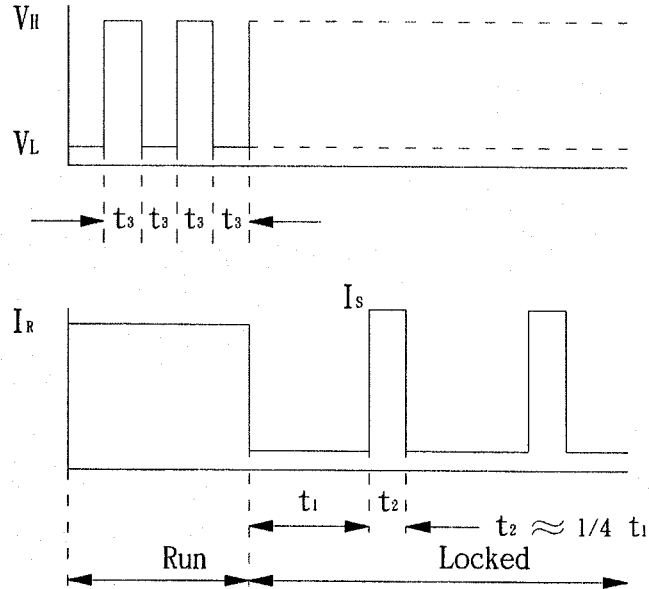 VH
VL
t3 t3 t3 t3
IS
IR
t1 t2
t2 ≈ 1/4 t1
Run Locked